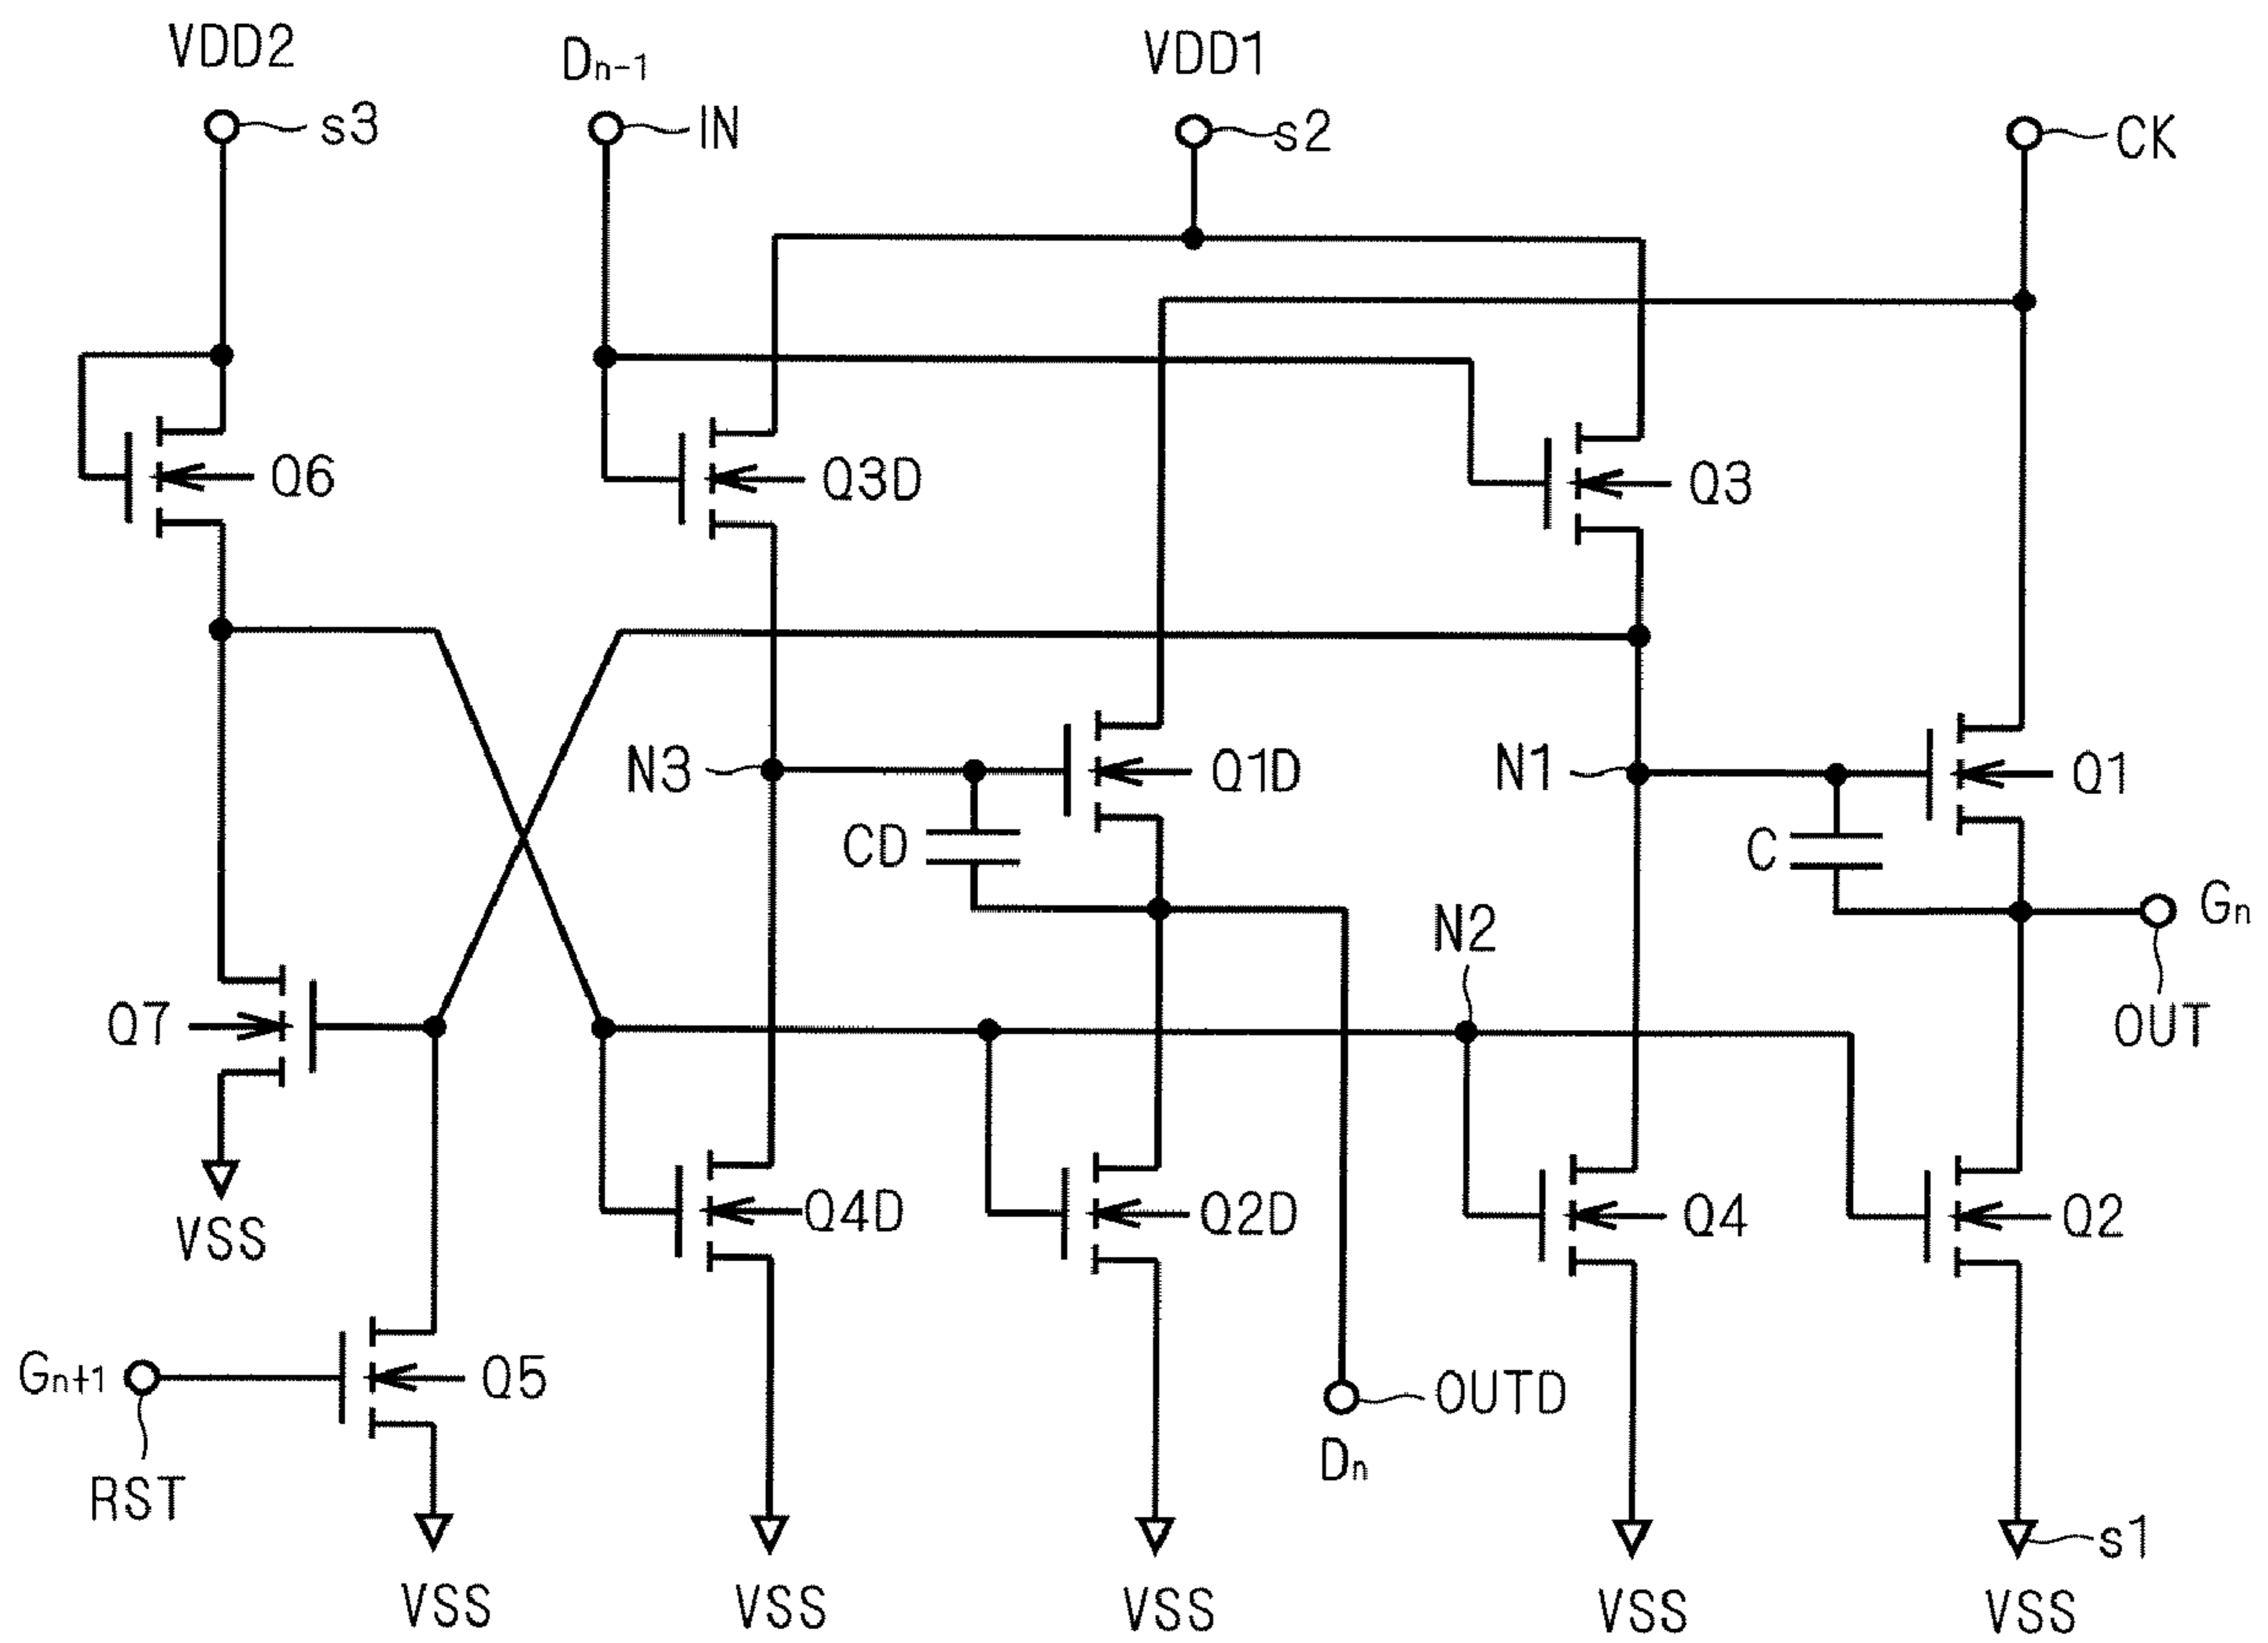 VDD2
Dn-1
VDD1
s3
IN
s2
CK
Q6
Q3D
Q3
N3
Q1D
N1
Q1
CD
C
N2
Gn
OUT
Q7
Q4D
Q2D
Q4
Q2
VSS
Gn+1
Q5
OUTD
Dn
RST
s1
VSS
VSS
VSS
VSS
VSS